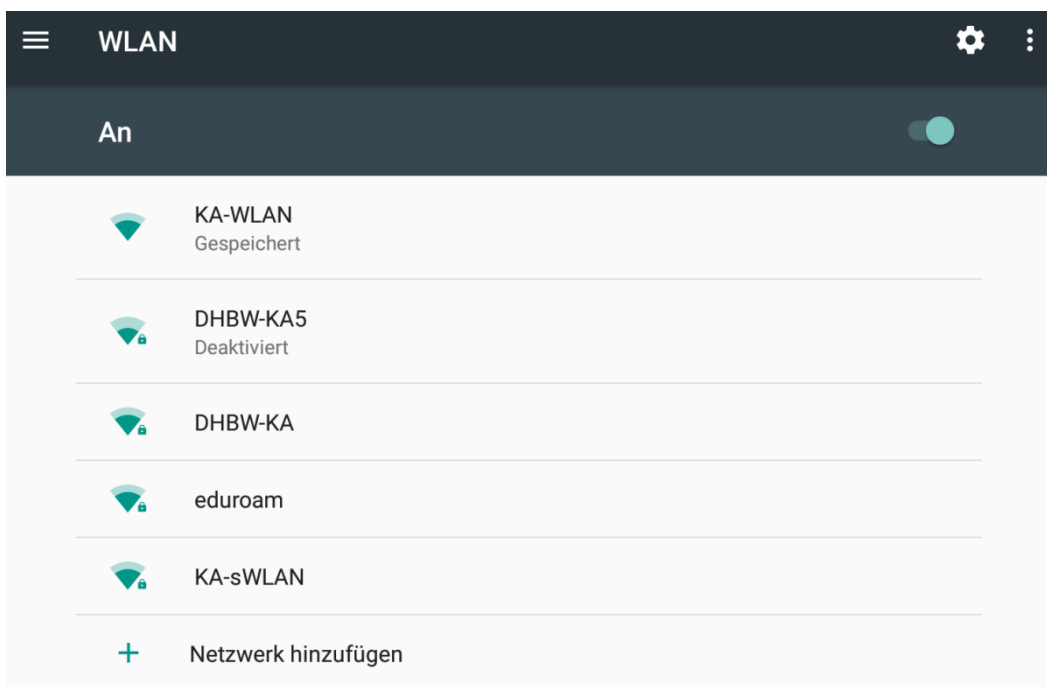 WLAN
An
KA-WLAN
Gespeichert
DHBW-KA5
Deaktiviert
DHBW-KA
eduroam
KA-sWLAN
Netzwerk hinzufügen